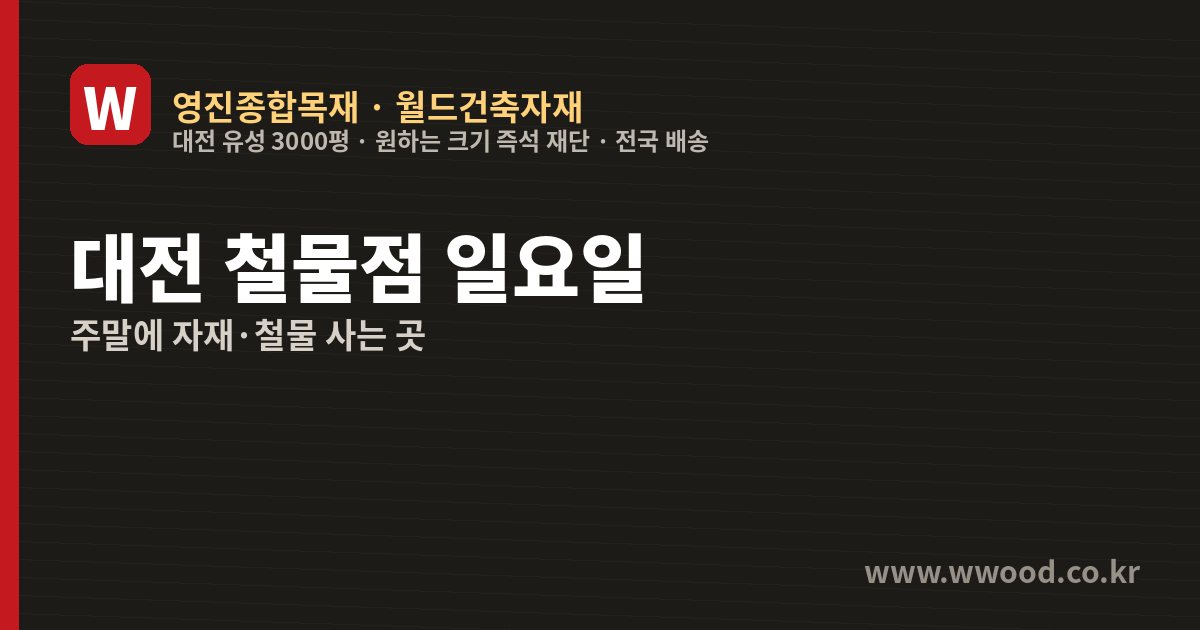 W
영진종합목재 · 월드건축자재
대전 유성 3000평 · 원하는 크기 즉석 재단 · 전국 배송
대전 철물점 일요일
주말에 자재·철물 사는 곳
www.wwood.co.kr